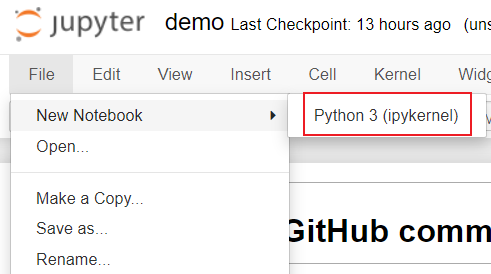 jupyter demo Last Checkpoint: 13 hours ago (uns
File Edit View Insert Cell Kernel Widg
New Notebook Python 3 (ipykernel)
Open...
Make a Copy...
Save as...
GitHub comm
Rename...